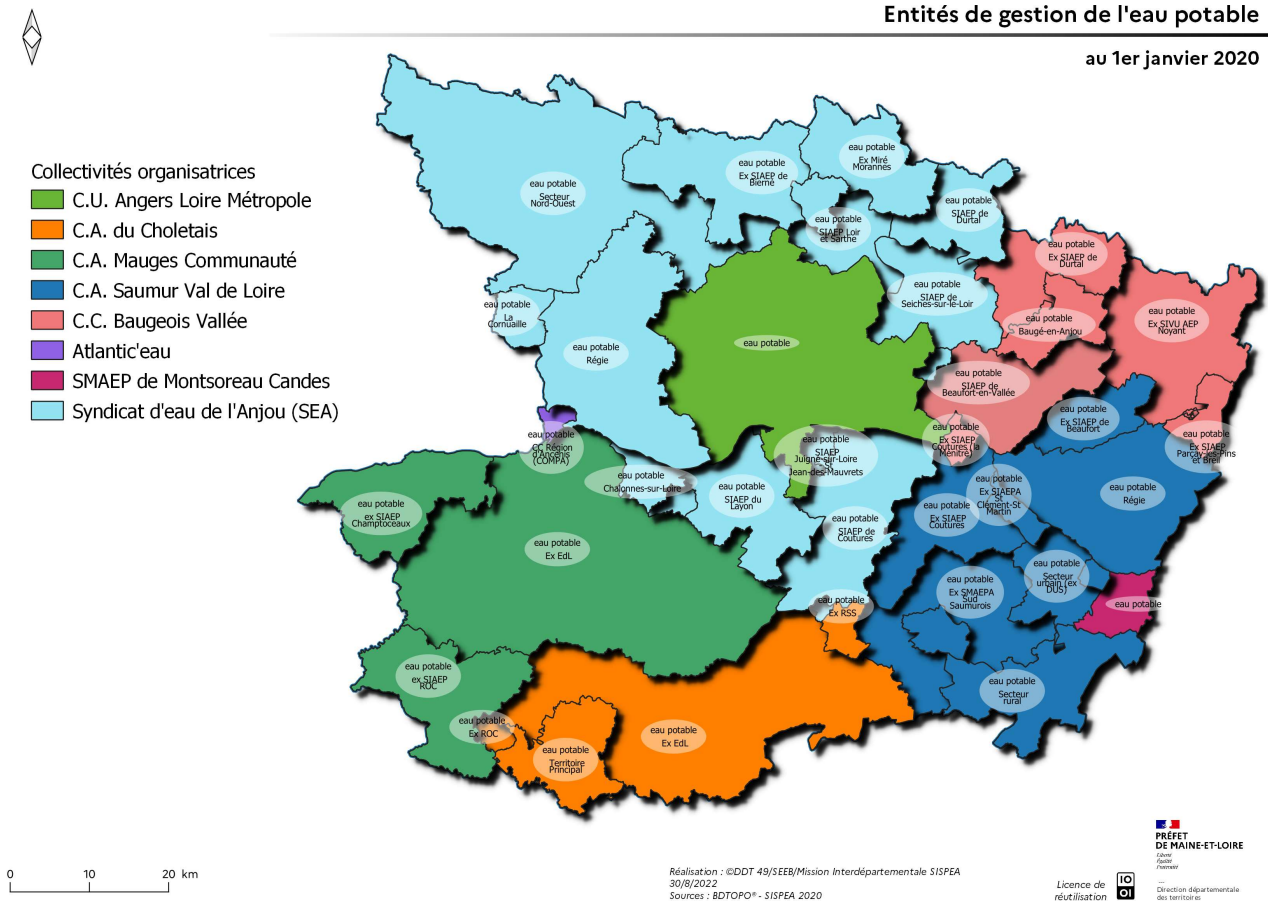 Entités de gestion de l'eau potable
au 1er janvier 2020
Collectivités organisatrices
C.U. Angers Loire Métropole
C.A. du Choletais
C.A. Mauges Communauté
C.A. Saumur Val de Loire
C.C. Baugeois Vallée
Atlantic'eau
SMAEP de Montsoreau Candes
Syndicat d'eau de l'Anjou (SEA)
eau potable
Secteur
Nord-Ouest
eau potable
Ex SIAEP de
Bierné
eau potable
Ex Miré
Morannes
eau potable
SIAEP de
Durtal
eau potable
SIAEP Loir
et Sarthe
eau potable
Ex SIAEP de
Durtal
eau potable
SIAEP de
Seiches-sur-le-Loir
eau potable
La
Cornuaille
eau potable
Baugé-en-Anjou
eau potable
Ex SIVU AEP
Noyant
eau potable
Régie
eau potable
eau potable
SIAEP de
Beaufort-en-Vallée
eau potable
Ex SIAEP de
Beaufort
eau potable
CC Région
d'Ancenis
(COMPA)
eau potable
SIAEP
Juigné-sur-Loire
St
Jean-des-Mauvrets
eau potable
Ex SIAEP
Coutures (la
Ménitré)
eau potable
Ex SIAEP
Parçay-les-Pins
et Breil
eau potable
Chalonnes-sur-Loire
eau potable
SIAEP du
Layon
eau potable
Ex SIAEPA
St
Clément-St
Martin
eau potable
Régie
eau potable
ex SIAEP
Champtoceaux
eau potable
Ex SIAEP
Coutures
eau potable
SIAEP de
Coutures
eau potable
Ex EdL
eau potable
Ex SMAEPA
Sud
Saumurois
eau potable
Secteur
urbain (ex
DUS)
eau potable
Ex RSS
eau potable
eau potable
ex SIAEP
ROC
eau potable
Secteur
rural
eau potable
Ex ROC
eau potable
Territoire
Principal
eau potable
Ex EdL
0 10 20 km
Réalisation : ©DDT 49/SEEB/Mission Interdépartementale SISPEA
30/8/2022
Sources : BDTOPO® - SISPEA 2020
Licence de
réutilisation
IO
OI
PRÉFET
DE MAINE-ET-LOIRE
Liberté
Égalité
Fraternité
Direction départementale
des territoires